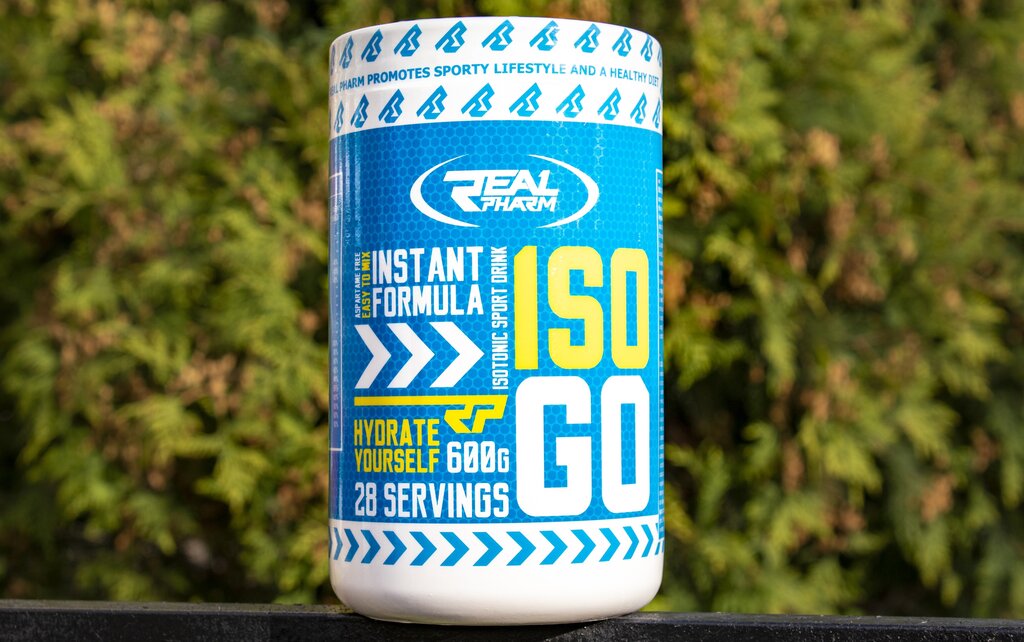 REAL PHARM PROMOTES SPORTY LIFESTYLE AND A HEALTHY DIET
REAL
PHARM
ASPARTAME FREE
EASY TO MIX
INSTANT
FORMULA
ISOTONIC SPORT DRINK
ISO
GO
RP
HYDRATE
YOURSELF
600G
28 SERVINGS